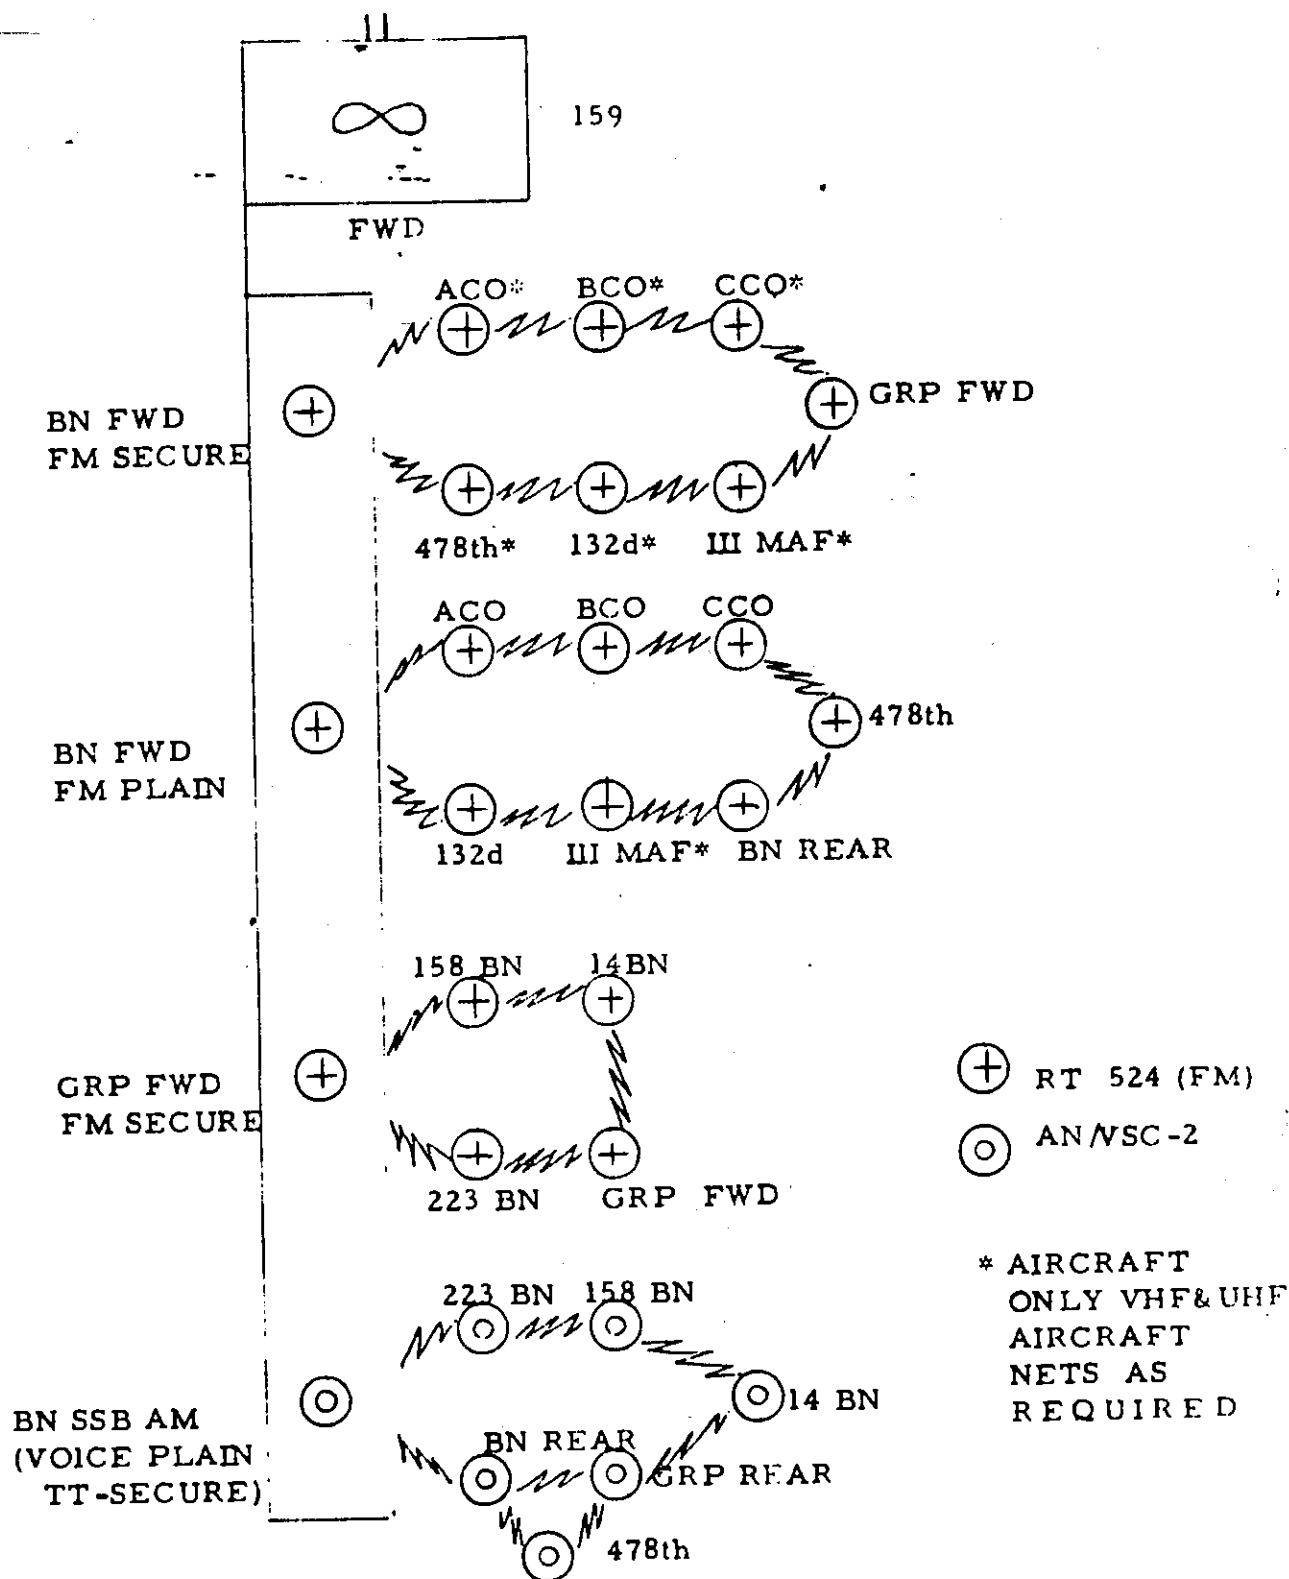 159
FWD
ACO* BCO* CCO*
BN FWD
FM SECURE
GRP FWD
478th* 132d* III MAF*
ACO BCO CCO
BN FWD
FM PLAIN
478th
132d III MAF* BN REAR
158 BN 14 BN
GRP FWD
FM SECURE
223 BN GRP FWD
RT 524 (FM)
AN/VSC-2
* AIRCRAFT
ONLY VHF & UHF
AIRCRAFT
NETS AS
REQUIRED
223 BN 158 BN
14 BN
BN SSB AM
(VOICE PLAIN
TT-SECURE)
BN REAR
GRP REAR
478th